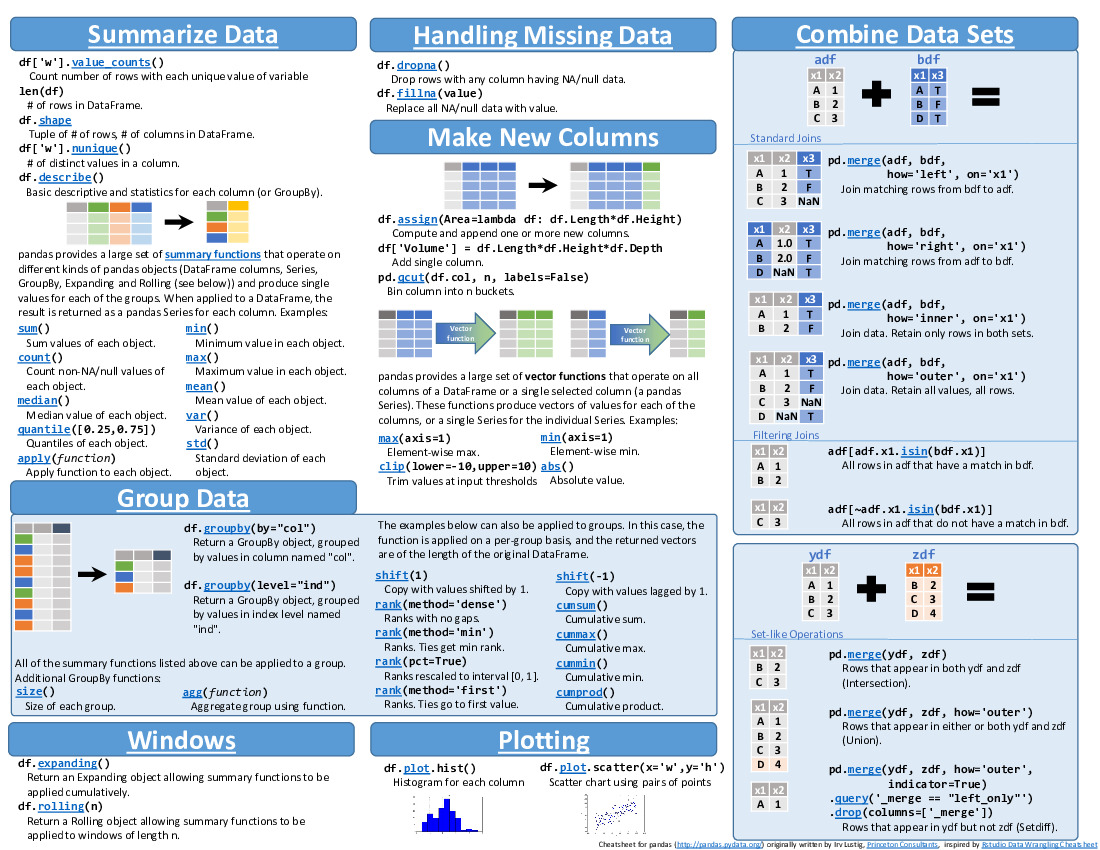 Summarize Data
df['w'].value_counts()
Count number of rows with each unique value of variable
len(df)
# of rows in DataFrame.
df.shape
Tuple of # of rows, # of columns in DataFrame.
df['w'].nunique()
# of distinct values in a column.
df.describe()
Basic descriptive and statistics for each column (or GroupBy).
pandas provides a large set of summary functions that operate on
different kinds of pandas objects (DataFrame columns, Series,
GroupBy, Expanding and Rolling (see below)) and produce single
values for each of the groups. When applied to a DataFrame, the
result is returned as a pandas Series for each column. Examples:
sum()
Sum values of each object.
count()
Count non-NA/null values of
each object.
median()
Median value of each object.
quantile([0.25,0.75])
Quantiles of each object.
apply(function)
Apply function to each object.
min()
Minimum value in each object.
max()
Maximum value in each object.
mean()
Mean value of each object.
var()
Variance of each object.
std()
Standard deviation of each
object.
Group Data
df.groupby(by="col")
Return a GroupBy object, grouped
by values in column named "col".
df.groupby(level="ind")
Return a GroupBy object, grouped
by values in index level named
"ind".
All of the summary functions listed above can be applied to a group.
Additional GroupBy functions:
size()
Size of each group.
agg(function)
Aggregate group using function.
The examples below can also be applied to groups. In this case, the
function is applied on a per-group basis, and the returned vectors
are of the length of the original DataFrame.
shift(1)
Copy with values shifted by 1.
rank(method='dense')
Ranks with no gaps.
rank(method='min')
Ranks. Ties get min rank.
rank(pct=True)
Ranks rescaled to interval [0, 1].
rank(method='first')
Ranks. Ties go to first value.
shift(-1)
Copy with values lagged by 1.
cumsum()
Cumulative sum.
cummax()
Cumulative max.
cummin()
Cumulative min.
cumprod()
Cumulative product.
Windows
df.expanding()
Return an Expanding object allowing summary functions to be
applied cumulatively.
df.rolling(n)
Return a Rolling object allowing summary functions to be
applied to windows of length n.
Handling Missing Data
df.dropna()
Drop rows with any column having NA/null data.
df.fillna(value)
Replace all NA/null data with value.
Make New Columns
df.assign(Area=lambda df: df.Length*df.Height)
Compute and append one or more new columns.
df['Volume'] = df.Length*df.Height*df.Depth
Add single column.
pd.qcut(df.col, n, labels=False)
Bin column into n buckets.
Vector
function
Vector
function
pandas provides a large set of vector functions that operate on all
columns of a DataFrame or a single selected column (a pandas
Series). These functions produce vectors of values for each of the
columns, or a single Series for the individual Series. Examples:
max(axis=1)
Element-wise max.
clip(lower=-10,upper=10)
Trim values at input thresholds
min(axis=1)
Element-wise min.
abs()
Absolute value.
Plotting
df.plot.hist()
Histogram for each column
df.plot.scatter(x='w',y='h')
Scatter chart using pairs of points
Combine Data Sets
adf
x1 x2
A 1
B 2
C 3
bdf
x1 x3
A T
B F
D T
Standard Joins
x1 x2 x3
A 1 T
B 2 F
C 3 NaN
pd.merge(adf, bdf,
how='left', on='x1')
Join matching rows from bdf to adf.
x1 x2 x3
A 1.0 T
B 2.0 F
D NaN T
pd.merge(adf, bdf,
how='right', on='x1')
Join matching rows from adf to bdf.
x1 x2 x3
A 1 T
B 2 F
pd.merge(adf, bdf,
how='inner', on='x1')
Join data. Retain only rows in both sets.
x1 x2 x3
A 1 T
B 2 F
C 3 NaN
D NaN T
pd.merge(adf, bdf,
how='outer', on='x1')
Join data. Retain all values, all rows.
Filtering Joins
x1 x2
A 1
B 2
adf[adf.x1.isin(bdf.x1)]
All rows in adf that have a match in bdf.
x1 x2
C 3
adf[~adf.x1.isin(bdf.x1)]
All rows in adf that do not have a match in bdf.
ydf
x1 x2
A 1
B 2
C 3
zdf
x1 x2
B 2
C 3
D 4
Set-like Operations
x1 x2
B 2
C 3
pd.merge(ydf, zdf)
Rows that appear in both ydf and zdf
(Intersection).
x1 x2
A 1
B 2
C 3
D 4
pd.merge(ydf, zdf, how='outer')
Rows that appear in either or both ydf and zdf
(Union).
x1 x2
A 1
pd.merge(ydf, zdf, how='outer',
indicator=True)
.query('_merge == "left_only"')
.drop(columns=['_merge'])
Rows that appear in ydf but not zdf (Setdiff).
Cheatsheet for pandas (http://pandas.pydata.org/) originally written by Irv Lustig, Princeton Consultants, inspired by Rstudio Data Wrangling Cheatsheet